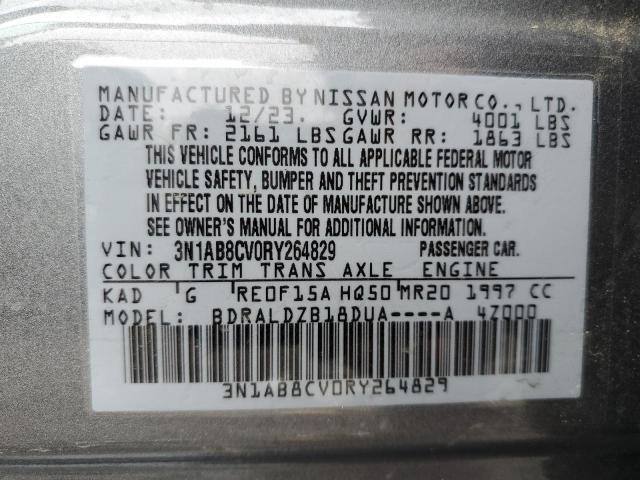 MANUFACTURED BY NISSAN MOTOR CO., LTD.
DATE: 12/23. GVWR: 4001 LBS
GAWR FR: 2161 LBS GAWR RR: 1863 LBS
THIS VEHICLE CONFORMS TO ALL APPLICABLE FEDERAL MOTOR
VEHICLE SAFETY, BUMPER AND THEFT PREVENTION STANDARDS
IN EFFECT ON THE DATE OF MANUFACTURE SHOWN ABOVE.
SEE OWNER'S MANUAL FOR ADDITIONAL INFORMATION.
VIN: 3N1AB8CV0RY264829 PASSENGER CAR.
COLOR TRIM TRANS AXLE ENGINE
KAD G RE0F15A HQ50 MR20 1997 CC
MODEL: BDRALDZB18DUA----A 4Z000
3N1AB8CV0RY264829